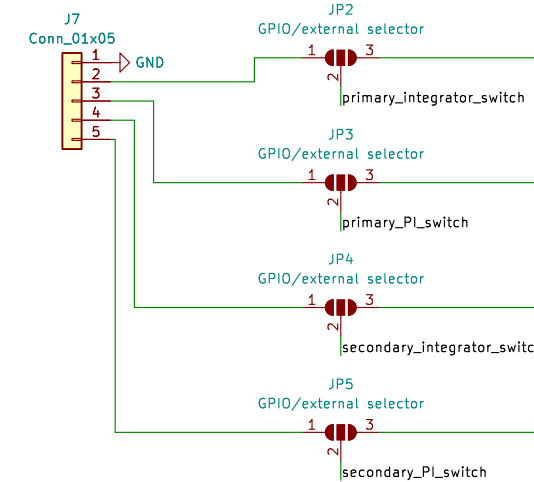 J7
Conn_01x05
1
GND
2
3
4
5
JP2
GPIO/external selector
1
3
2
primary_integrator_switch
JP3
GPIO/external selector
1
3
2
primary_PI_switch
JP4
GPIO/external selector
1
3
2
secondary_integrator_switc
JP5
GPIO/external selector
1
3
2
secondary_PI_switch